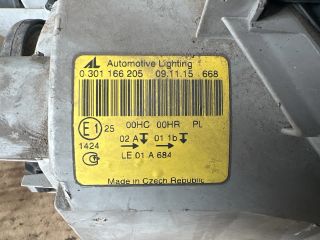 AL Automotive Lighting
0 301 166 205 09.11.15 668
E1 25 00HC 00HR PL
02 A 01 1b
1424
LE 01 A 684
Made in Czech Republic